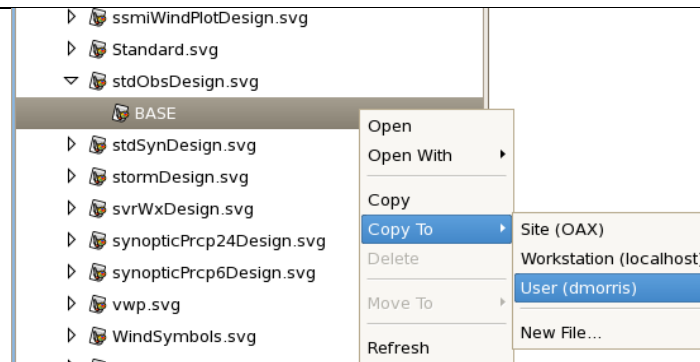 ssmiWindPlotDesign.svg
Standard.svg
stdObsDesign.svg
BASE
stdSynDesign.svg
stormDesign.svg
svrWxDesign.svg
synopticPrcp24Design.svg
synopticPrcp6Design.svg
vwp.svg
WindSymbols.svg
Open
Open With
Copy
Copy To
Delete
Move To
Refresh
Site (OAX)
Workstation (localhost)
User (dmorris)
New File...